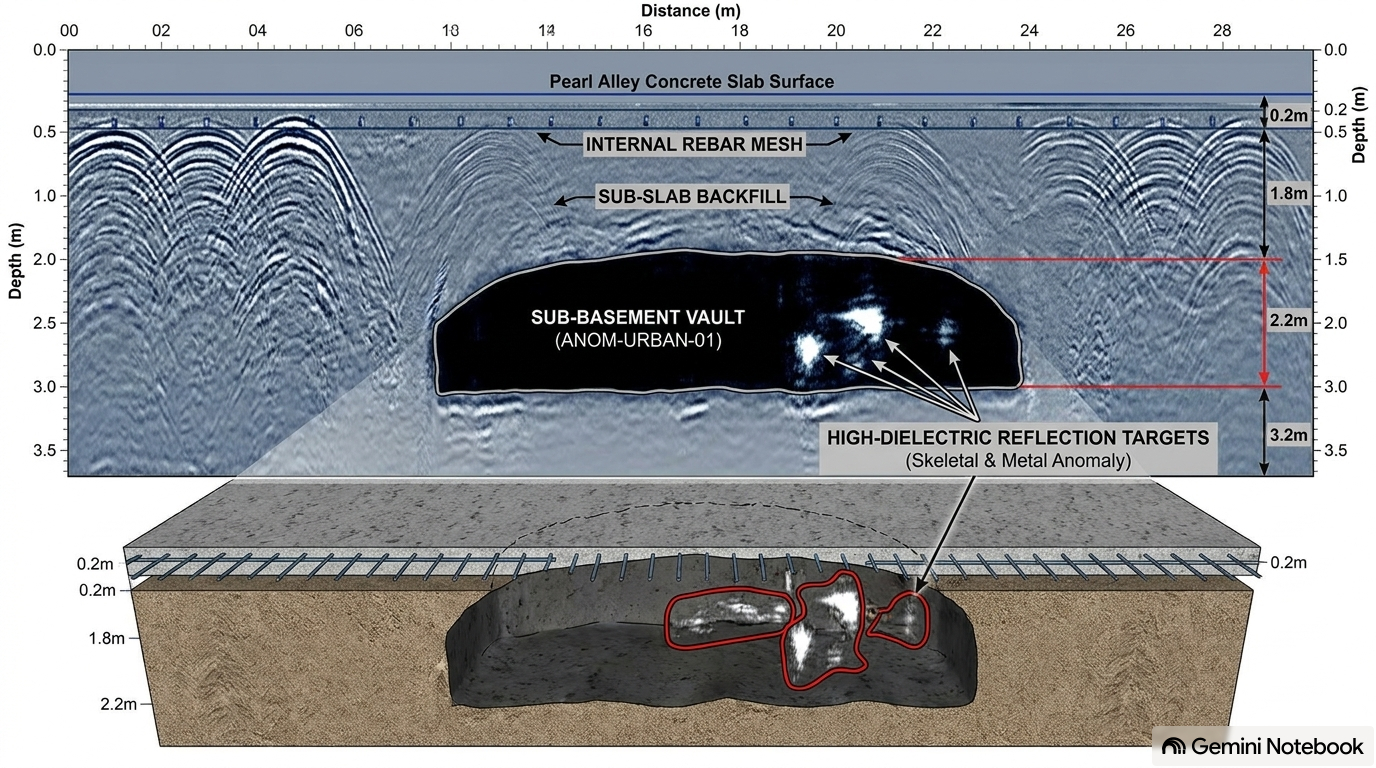 Distance (m)
00 02 04 06 14 16 18 20 22 24 26 28
0.0 0.0
Pearl Alley Concrete Slab Surface
0.2 0.2m
0.5 0.5
INTERNAL REBAR MESH
SUB-SLAB BACKFILL
1.0 1.0
1.8m
Depth (m)
Depth (m)
2.0 1.5
SUB-BASEMENT VAULT
(ANOM-URBAN-01)
2.5 2.0
2.2m
3.0 3.0
HIGH-DIELECTRIC REFLECTION TARGETS
(Skeletal & Metal Anomaly)
3.2m
3.5 3.5
0.2m 0.2m
0.2m
1.8m
2.2m
Gemini Notebook